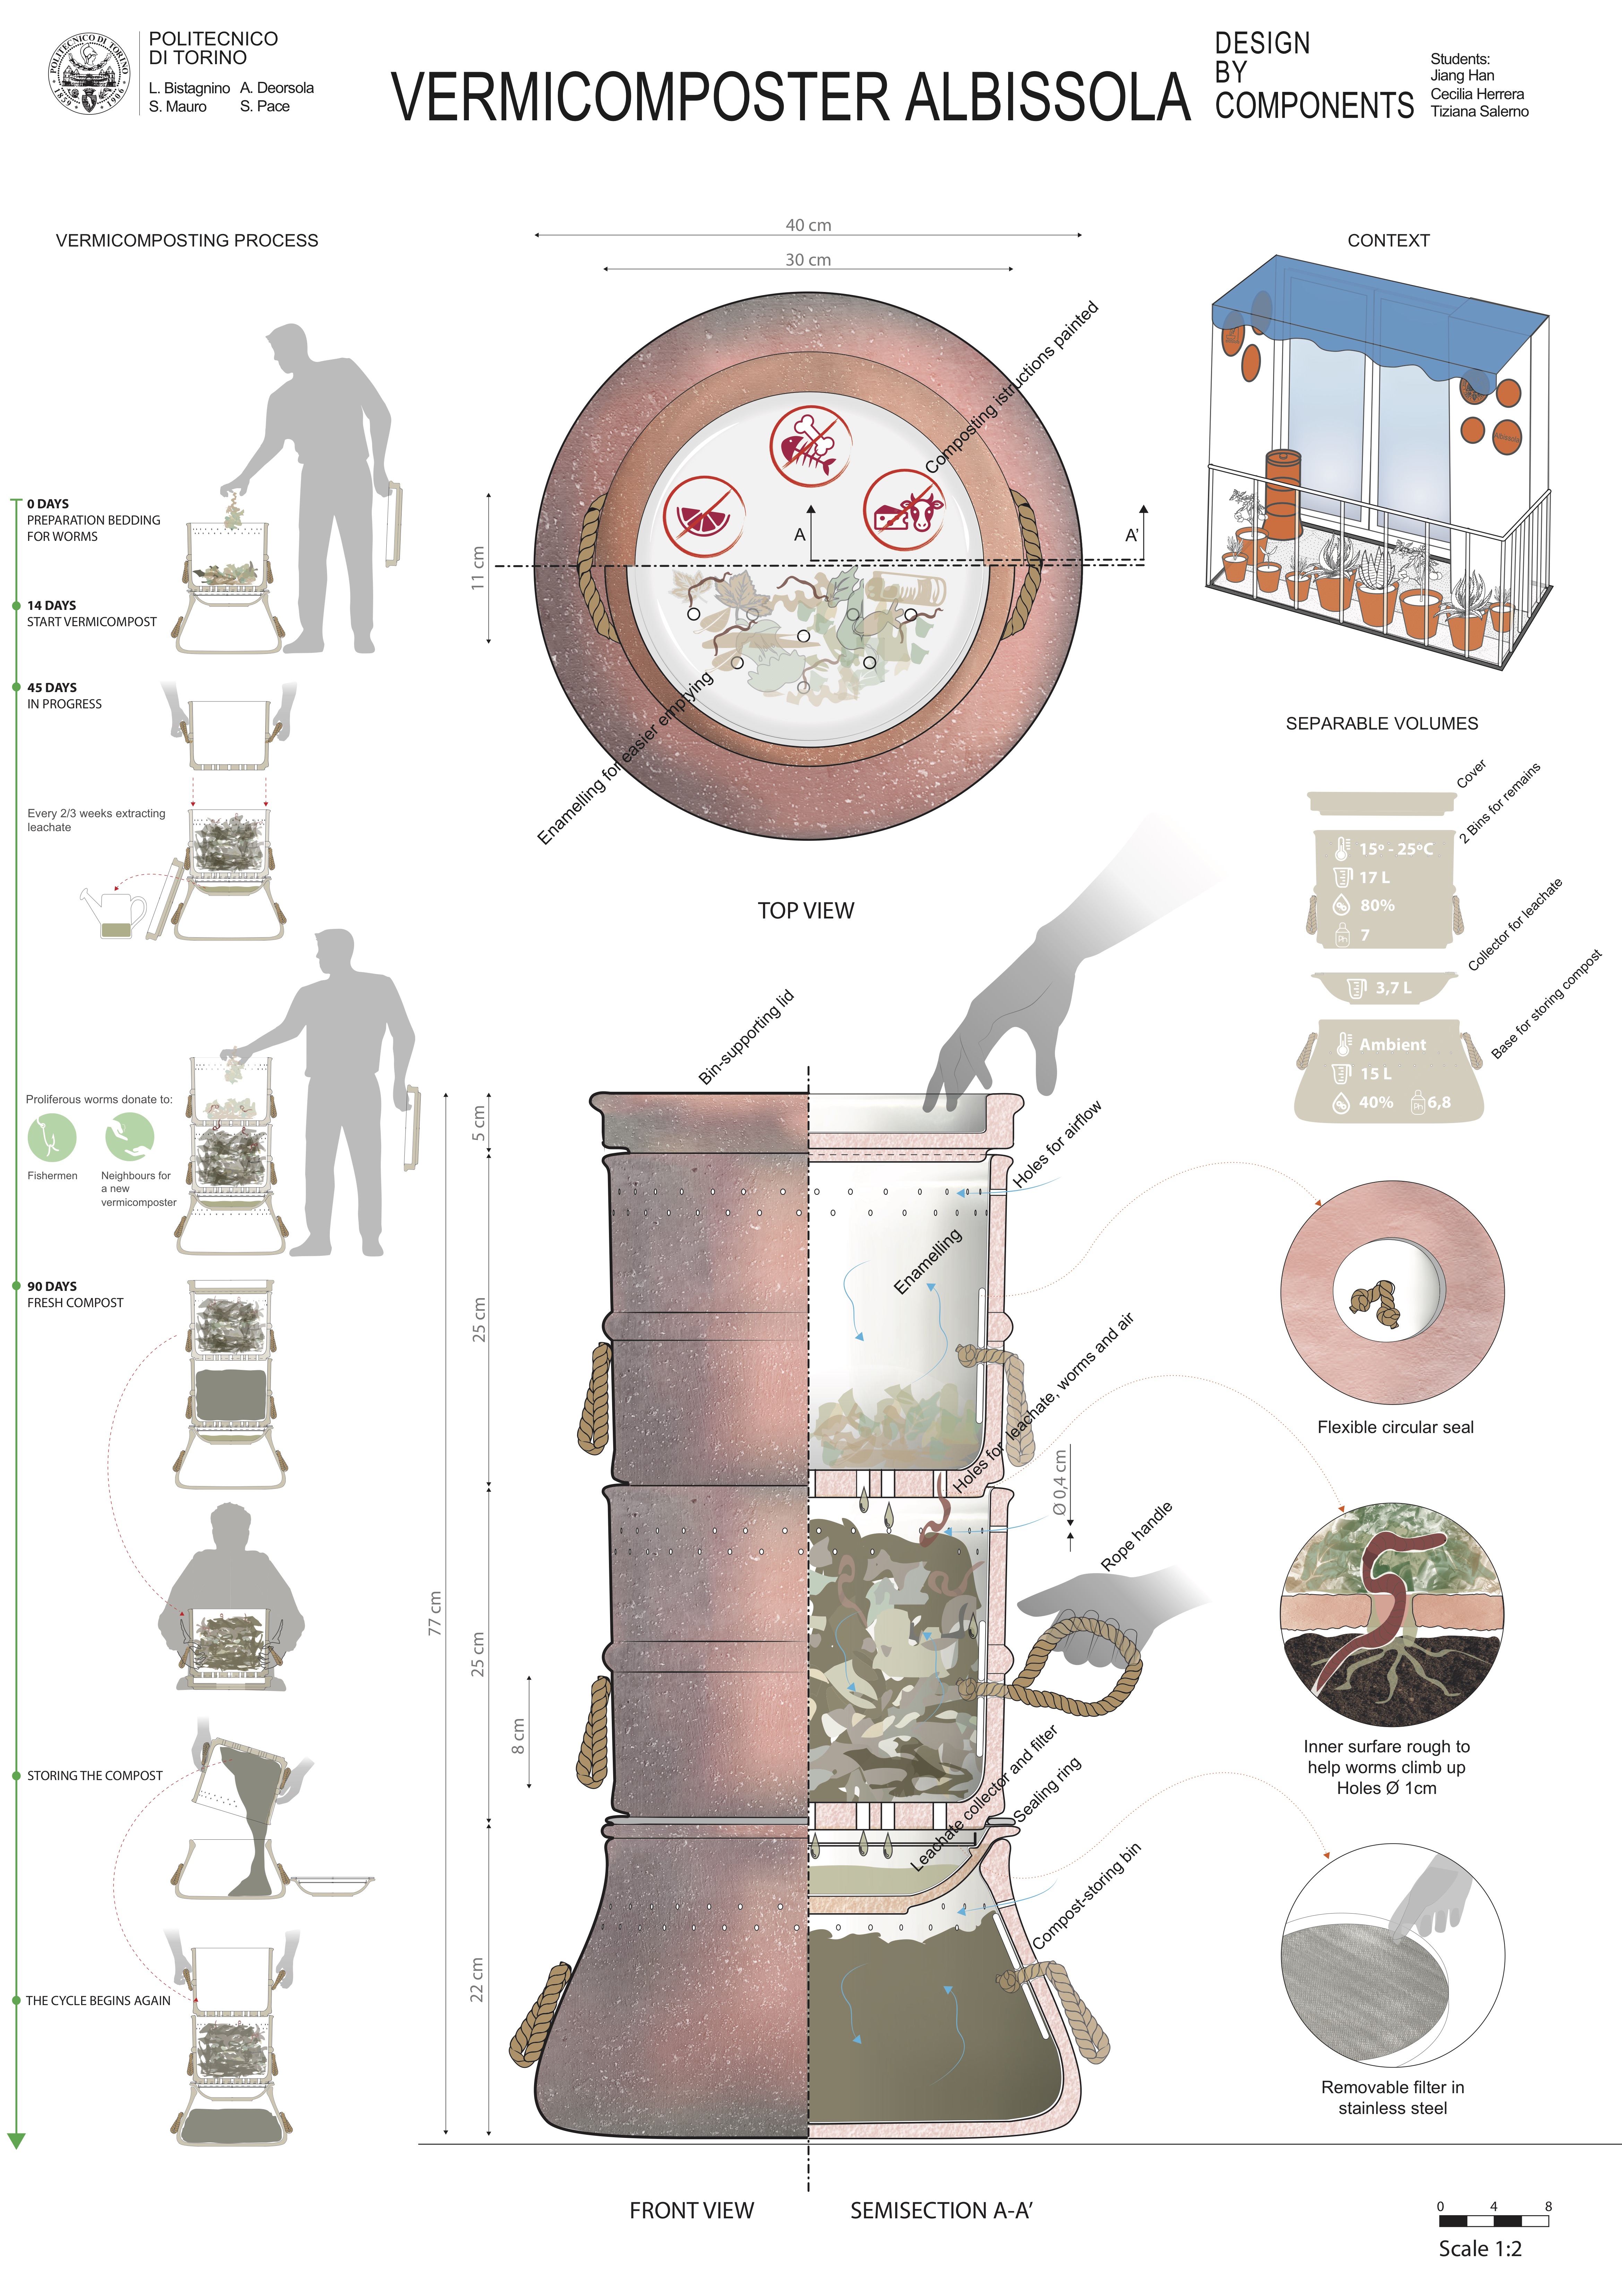 POLITECNICO
DI TORINO
L. Bistagnino A. Deorsola
S. Mauro S. Pace
VERMICOMPOSTER ALBISSOLA
DESIGN
BY
COMPONENTS
Students:
Jiang Han
Cecilia Herrera
Tiziana Salerno
VERMICOMPOSTING PROCESS
0 DAYS
PREPARATION BEDDING
FOR WORMS
14 DAYS
START VERMICOMPOST
45 DAYS
IN PROGRESS
Every 2/3 weeks extracting
leachate
Proliferous worms donate to:
Fishermen
Neighbours for
a new
vermicomposter
90 DAYS
FRESH COMPOST
STORING THE COMPOST
THE CYCLE BEGINS AGAIN
40 cm
30 cm
11 cm
Composting istructions painted
A
A'
Enamelling for easier emptying
TOP VIEW
CONTEXT
SEPARABLE VOLUMES
Cover
2 Bins for remains
15º - 25ºC
17 L
80%
Ph
7
Collector for leachate
3,7 L
Base for storing compost
Ambient
15 L
40%
Ph
6,8
Bin-supporting lid
5 cm
25 cm
77 cm
25 cm
8 cm
22 cm
Holes for airflow
Enamelling
Holes for leachate, worms and air
Ø 0,4 cm
Rope handle
Leachate collector and filter
Sealing ring
Compost-storing bin
Flexible circular seal
Inner surfare rough to
help worms climb up
Holes Ø 1cm
Removable filter in
stainless steel
FRONT VIEW
SEMISECTION A-A'
0 4 8
Scale 1:2